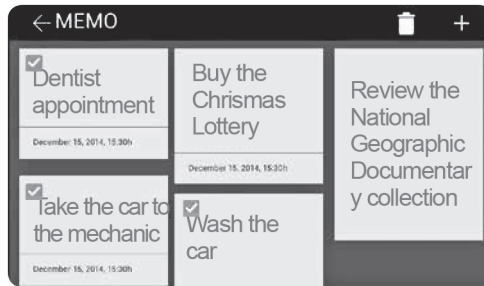 MEMO
Dentist
appointment
December 15, 2014, 15:30h
Take the car to
the mechanic
December 15, 2014, 15:30h
Buy the
Chrismas
Lottery
December 15, 2014, 15:30h
Wash the
car
Review the
National
Geographic
Documentar
y collection